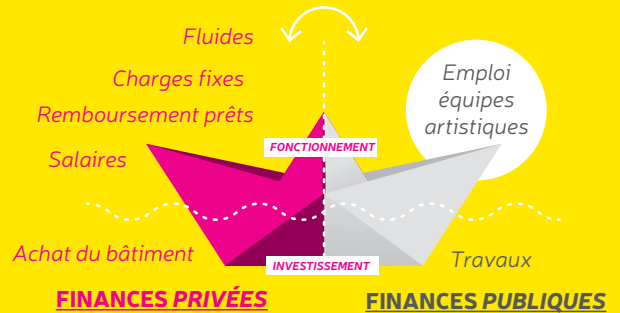 Fluides
Charges fixes
Remboursement prêts
Salaires
Achat du bâtiment
FINANCES PRIVÉES
FONCTIONNEMENT
INVESTISSEMENT
Emploi
équipes
artistiques
Travaux
FINANCES PUBLIQUES